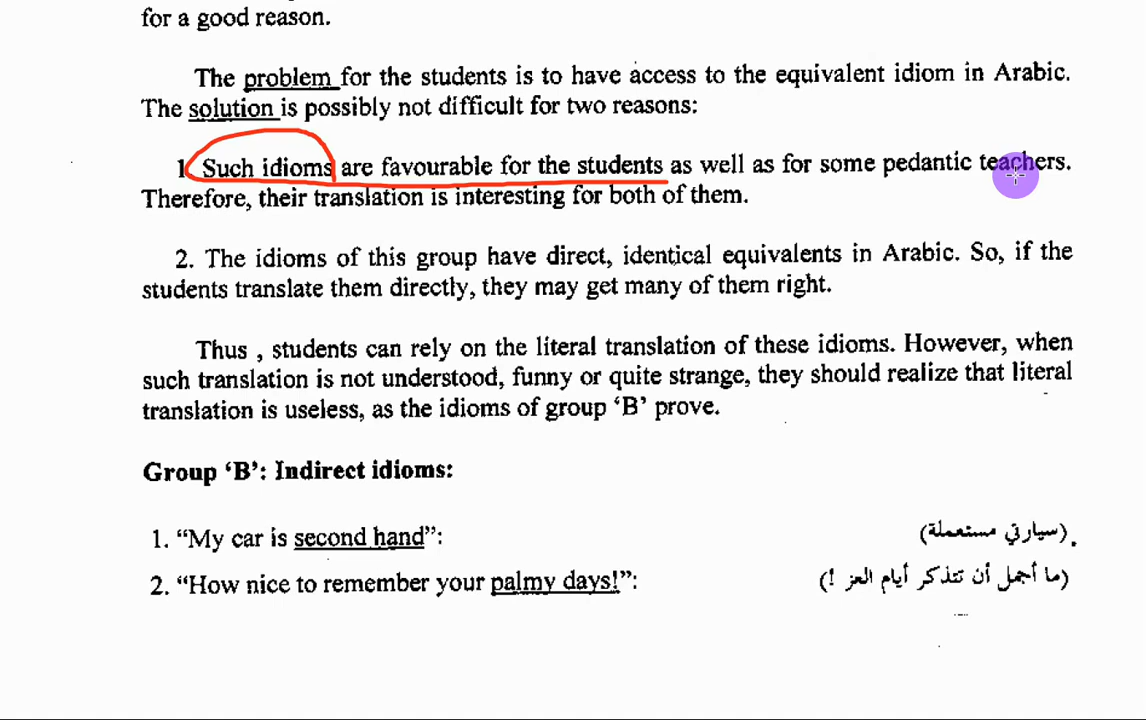 for a good reason.
The problem for the students is to have access to the equivalent idiom in Arabic.
The solution is possibly not difficult for two reasons:
1 Such idioms are favourable for the students as well as for some pedantic teachers.
Therefore, their translation is interesting for both of them.
2. The idioms of this group have direct, identical equivalents in Arabic. So, if the
students translate them directly, they may get many of them right.
Thus , students can rely on the literal translation of these idioms. However, when
such translation is not understood, funny or quite strange, they should realize that literal
translation is useless, as the idioms of group ‘B’ prove.
Group ‘B’: Indirect idioms:
1. “My car is second hand”: (سيارتي مستعملة).
2. “How nice to remember your palmy days!”: (ما أجمل أن تتذكر أيام العز !)